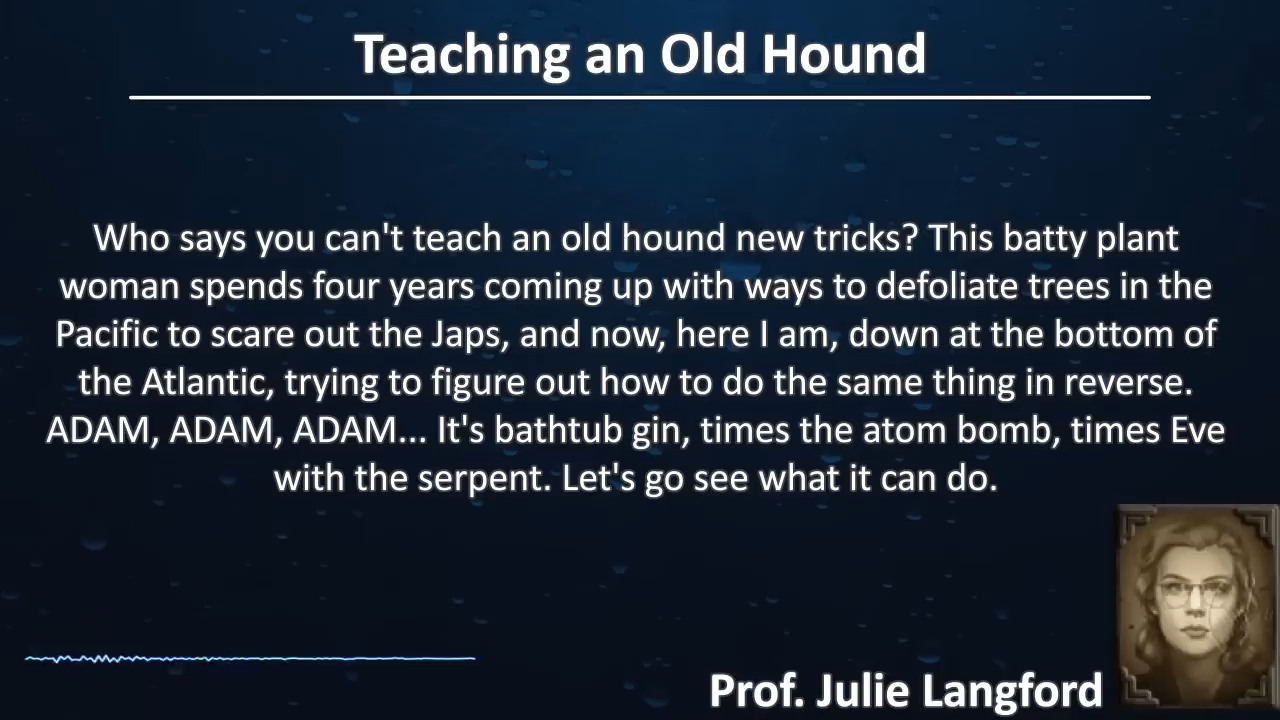 Teaching an Old Hound
Who says you can't teach an old hound new tricks? This batty plant
woman spends four years coming up with ways to defoliate trees in the
Pacific to scare out the Japs, and now, here I am, down at the bottom of
the Atlantic, trying to figure out how to do the same thing in reverse.
ADAM, ADAM, ADAM... It's bathtub gin, times the atom bomb, times Eve
with the serpent. Let's go see what it can do.
Prof. Julie Langford